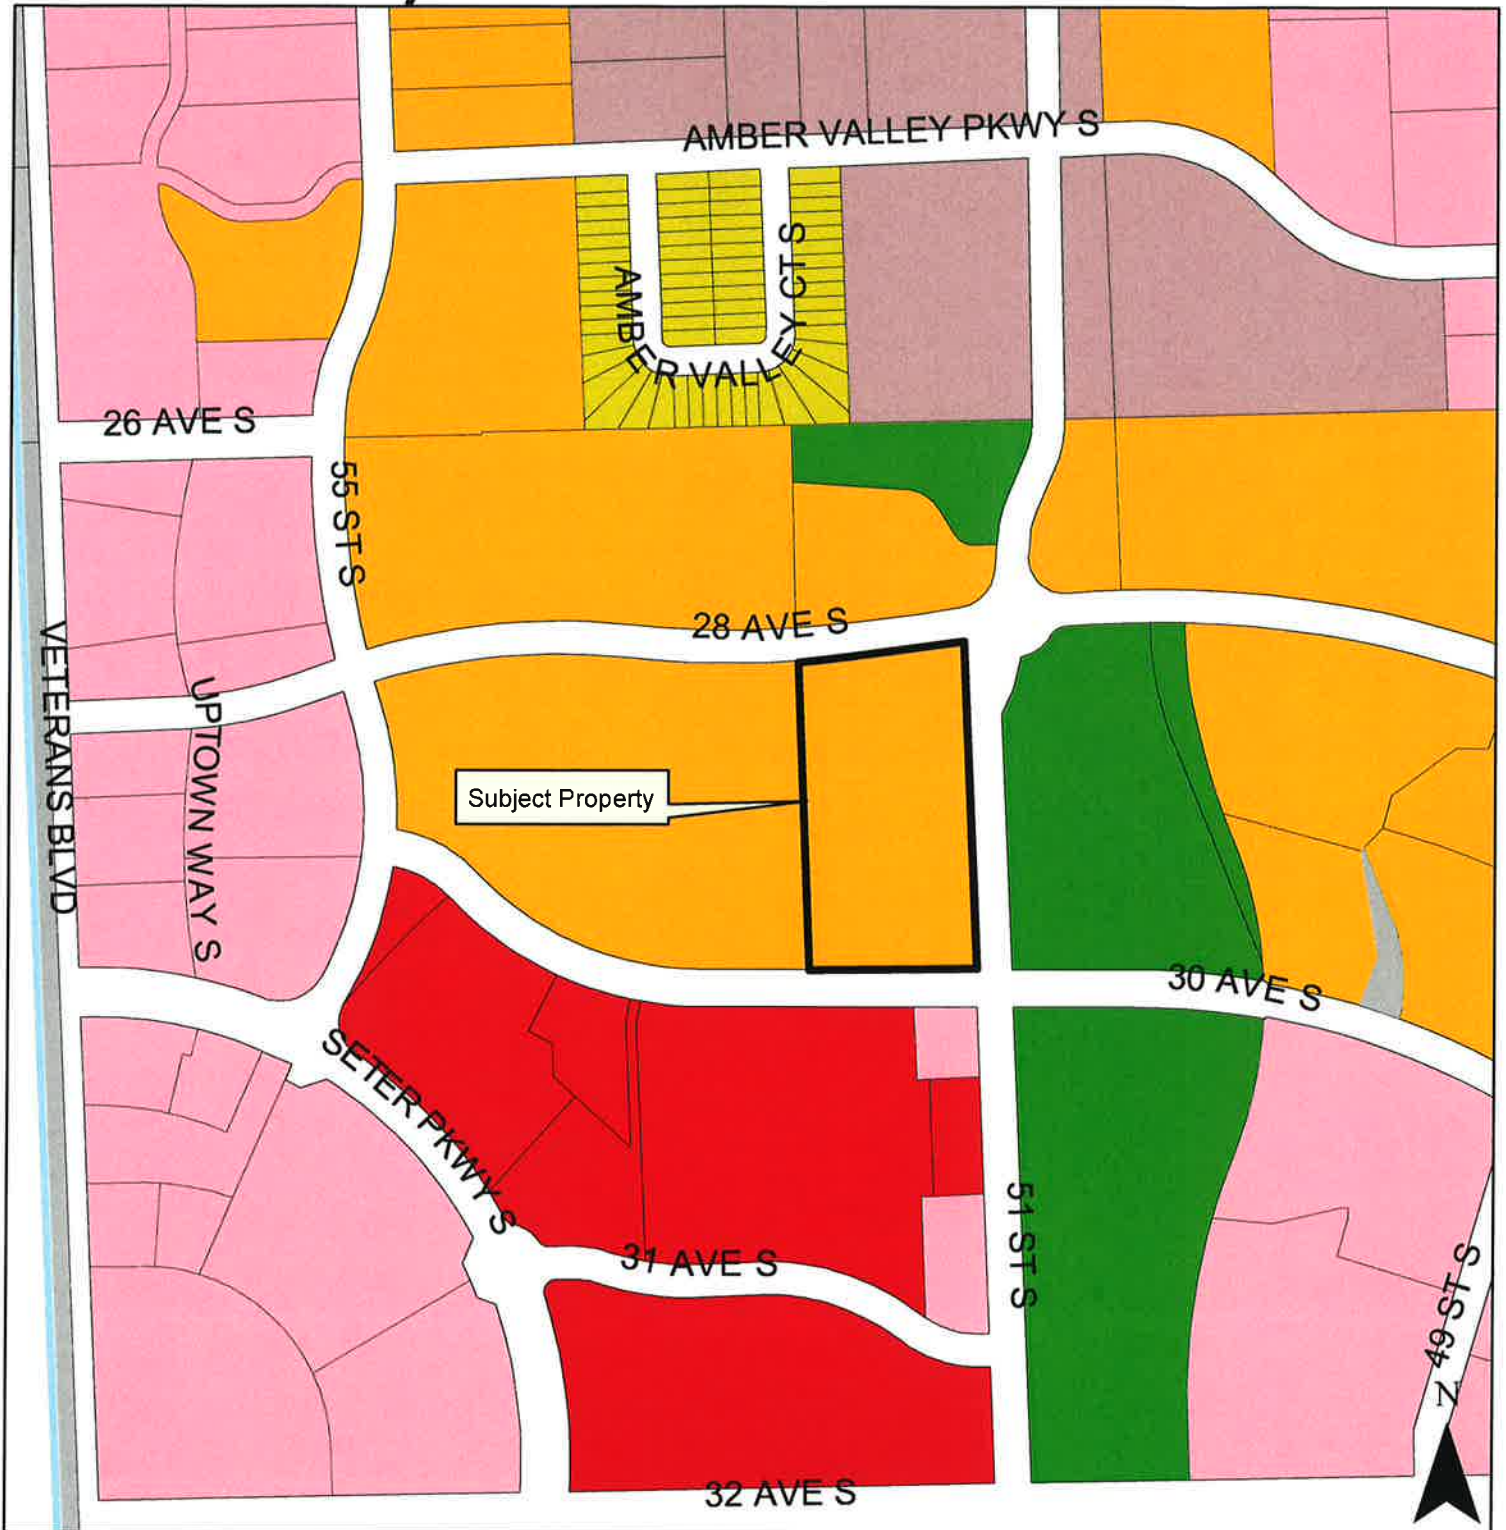 AMBER VALLEY PKWY S
AMBER VALLEY CT S
26 AVE S
55 ST S
28 AVE S
VETERANS BLVD
UPTOWN WAY S
Subject Property
30 AVE S
SETER PKWY S
51 ST S
31 AVE S
49 ST S
N
32 AVE S